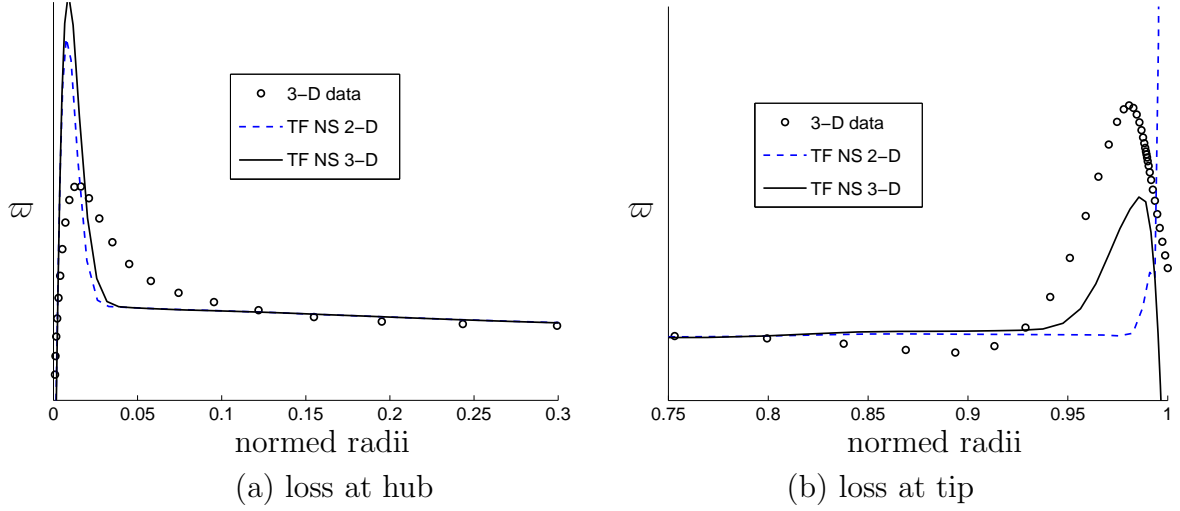 3−D data
TF NS 2−D
TF NS 3−D
ϖ
0
0.05
0.1
0.15
0.2
0.25
0.3
normed radii
(a) loss at hub
3−D data
TF NS 2−D
TF NS 3−D
ϖ
0.75
0.8
0.85
0.9
0.95
1
normed radii
(b) loss at tip